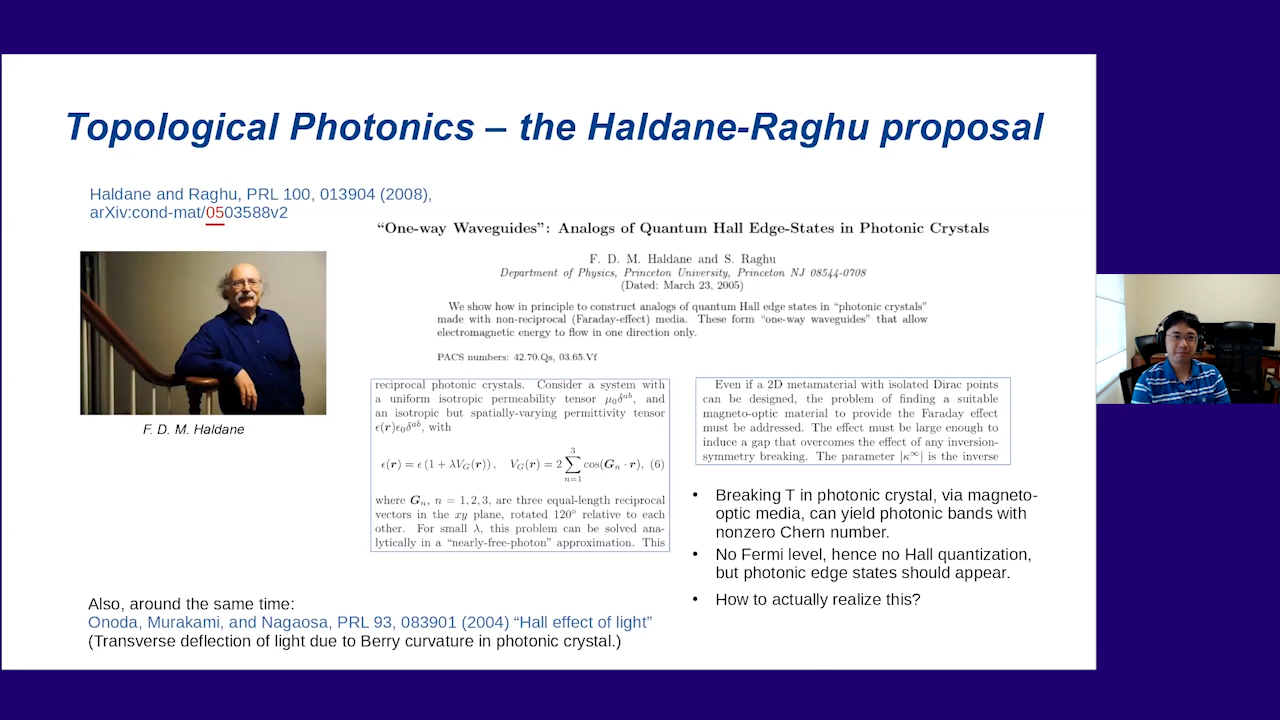 Topological Photonics – the Haldane-Raghu proposal
Haldane and Raghu, PRL 100, 013904 (2008),
arXiv:cond-mat/0503588v2
“One-way Waveguides”: Analogs of Quantum Hall Edge-States in Photonic Crystals
F. D. M. Haldane and S. Raghu
Department of Physics, Princeton University, Princeton NJ 08544-0708
(Dated: March 23, 2005)
We show how in principle to construct analogs of quantum Hall edge states in “photonic crystals”
made with non-reciprocal (Faraday-effect) media. These form “one-way waveguides” that allow
electromagnetic energy to flow in one direction only.
PACS numbers: 42.70.Qs, 03.65.Vf
F. D. M. Haldane
reciprocal photonic crystals. Consider a system with
a uniform isotropic permeability tensor μ₀δᵃᵇ, and
an isotropic but spatially-varying permittivity tensor
ϵ(r)ϵ₀δᵃᵇ, with
ϵ(r) = ϵ (1 + λV_G(r)) , V_G(r) = 2 ∑_{n=1}^{3} cos(G_n · r), (6)
where G_n, n = 1, 2, 3, are three equal-length reciprocal
vectors in the xy plane, rotated 120° relative to each
other. For small λ, this problem can be solved ana-
lytically in a “nearly-free-photon” approximation. This
Even if a 2D metamaterial with isolated Dirac points
can be designed, the problem of finding a suitable
magneto-optic material to provide the Faraday effect
must be addressed. The effect must be large enough to
induce a gap that overcomes the effect of any inversion-
symmetry breaking. The parameter |κ^∞| is the inverse
• Breaking T in photonic crystal, via magneto-
optic media, can yield photonic bands with
nonzero Chern number.
• No Fermi level, hence no Hall quantization,
but photonic edge states should appear.
• How to actually realize this?
Also, around the same time:
Onoda, Murakami, and Nagaosa, PRL 93, 083901 (2004) “Hall effect of light”
(Transverse deflection of light due to Berry curvature in photonic crystal.)